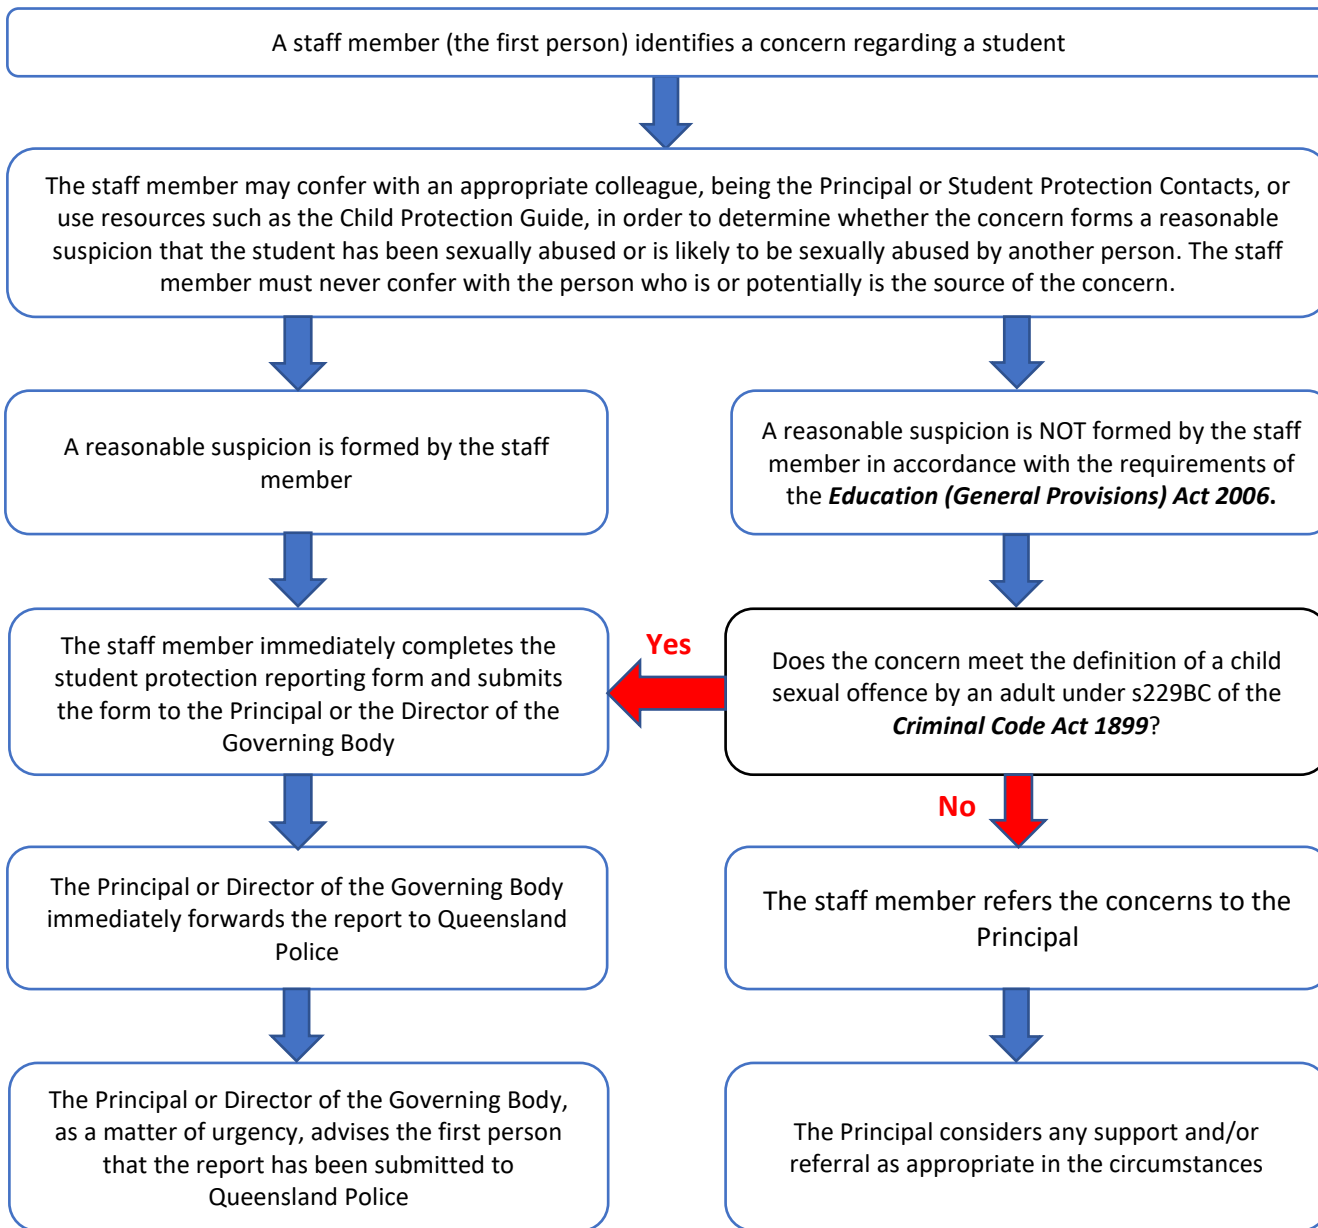 A staff member (the first person) identifies a concern regarding a student
The staff member may confer with an appropriate colleague, being the Principal or Student Protection Contacts, or
use resources such as the Child Protection Guide, in order to determine whether the concern forms a reasonable
suspicion that the student has been sexually abused or is likely to be sexually abused by another person. The staff
member must never confer with the person who is or potentially is the source of the concern.
A reasonable suspicion is formed by the staff
member
A reasonable suspicion is NOT formed by the staff
member in accordance with the requirements of
the Education (General Provisions) Act 2006.
The staff member immediately completes the
student protection reporting form and submits
the form to the Principal or the Director of the
Governing Body
Yes
Does the concern meet the definition of a child
sexual offence by an adult under s229BC of the
Criminal Code Act 1899?
No
The Principal or Director of the Governing Body
immediately forwards the report to Queensland
Police
The staff member refers the concerns to the
Principal
The Principal or Director of the Governing Body,
as a matter of urgency, advises the first person
that the report has been submitted to
Queensland Police
The Principal considers any support and/or
referral as appropriate in the circumstances